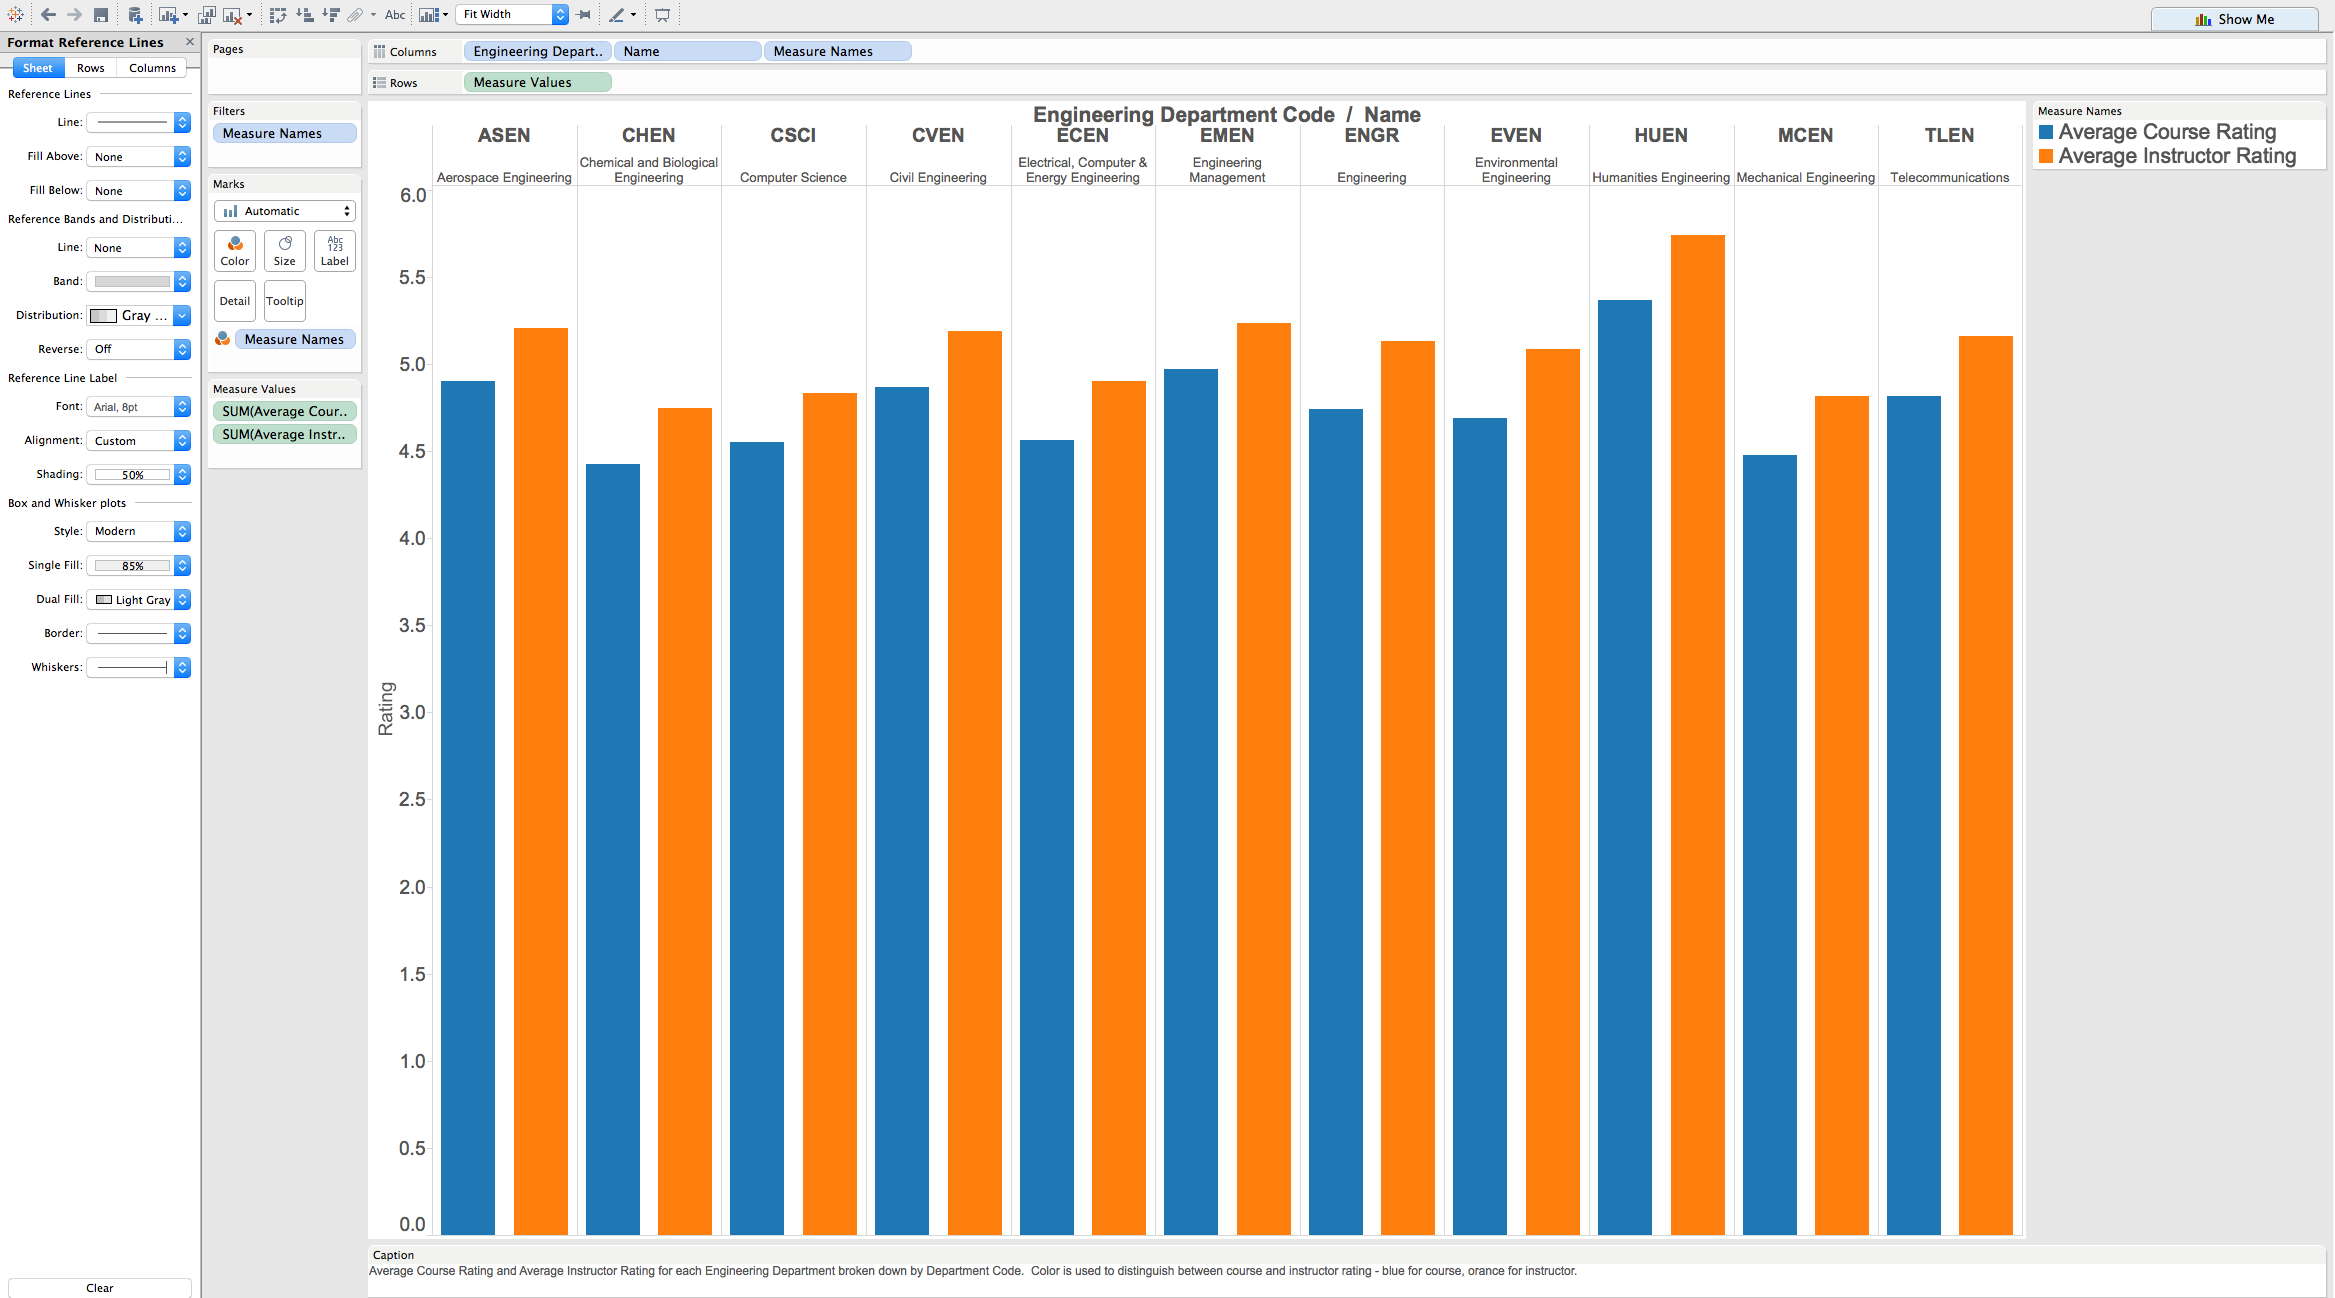 Abc
Fit Width
Show Me
Format Reference Lines
Sheet
Rows
Columns
Reference Lines
Line:
Fill Above:
None
Fill Below:
None
Reference Bands and Distributi...
Line:
None
Band:
Distribution:
Gray ...
Reverse:
Off
Reference Line Label
Font:
Arial, 8pt
Alignment:
Custom
Shading:
50%
Box and Whisker plots
Style:
Modern
Single Fill:
85%
Dual Fill:
Light Gray
Border:
Whiskers:
Clear
Pages
Filters
Measure Names
Marks
Automatic
Color
Size
Abc
123
Label
Detail
Tooltip
Measure Names
Measure Values
SUM(Average Cour..
SUM(Average Instr..
Columns
Engineering Depart..
Name
Measure Names
Rows
Measure Values
Engineering Department Code / Name
ASEN
CHEN
CSCI
CVEN
ECEN
EMEN
ENGR
EVEN
HUEN
MCEN
TLEN
Aerospace Engineering
Chemical and Biological
Engineering
Computer Science
Civil Engineering
Electrical, Computer &
Energy Engineering
Engineering
Management
Engineering
Environmental
Engineering
Humanities Engineering
Mechanical Engineering
Telecommunications
6.0
5.5
5.0
4.5
4.0
3.5
3.0
2.5
2.0
1.5
1.0
0.5
0.0
Rating
Measure Names
Average Course Rating
Average Instructor Rating
Caption
Average Course Rating and Average Instructor Rating for each Engineering Department broken down by Department Code. Color is used to distinguish between course and instructor rating - blue for course, orance for instructor.